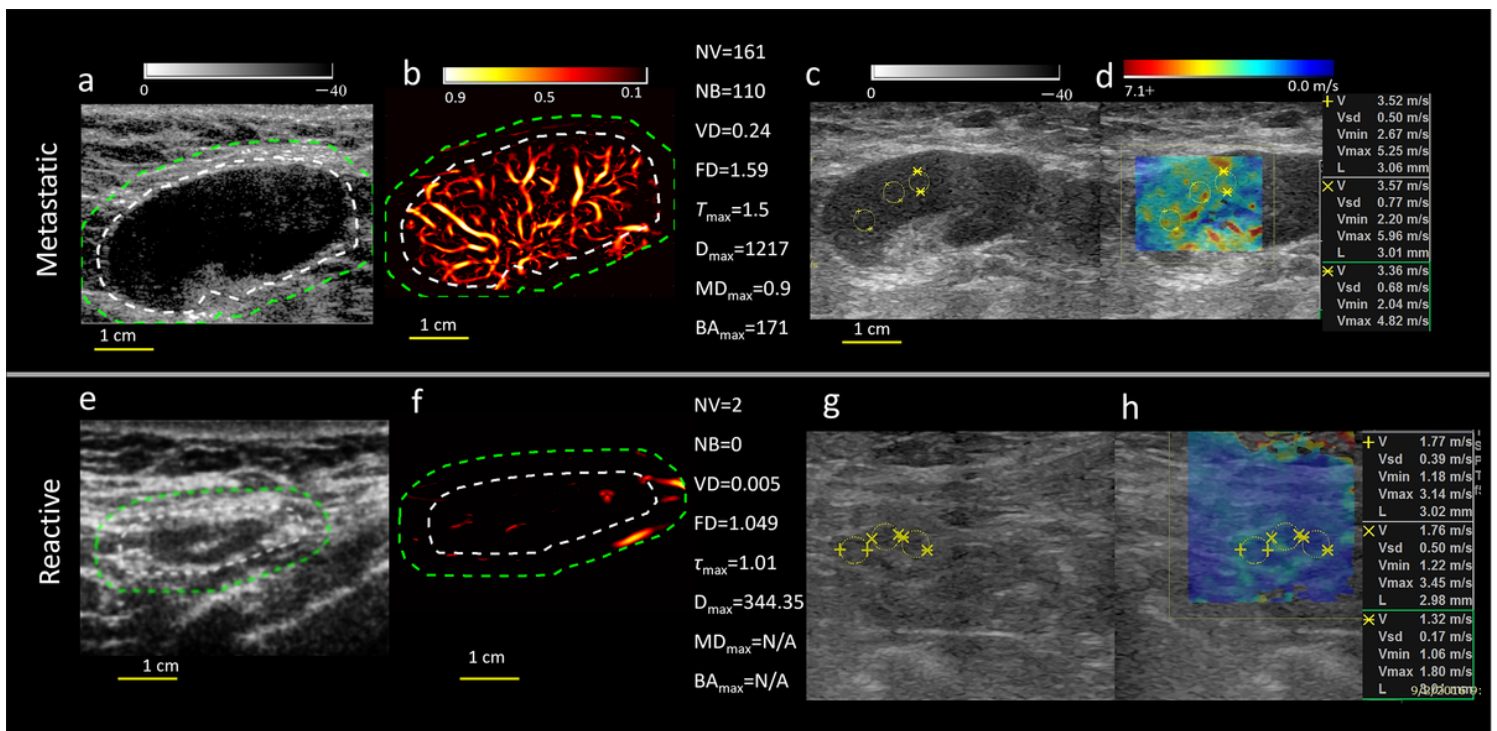 Metastatic
a
0 −40
b
0.9 0.5 0.1
NV=161
NB=110
VD=0.24
FD=1.59
Tmax=1.5
Dmax=1217
MDmax=0.9
BAmax=171
1 cm
1 cm
c
0 −40
d
7.1+ 0.0 m/s
+ V 3.52 m/s
Vsd 0.50 m/s
Vmin 2.67 m/s
Vmax 5.25 m/s
L 3.06 mm
V 3.57 m/s
Vsd 0.77 m/s
Vmin 2.20 m/s
Vmax 5.96 m/s
L 3.01 mm
V 3.36 m/s
Vsd 0.68 m/s
Vmin 2.04 m/s
Vmax 4.82 m/s
1 cm
Reactive
e
f
NV=2
NB=0
VD=0.005
FD=1.049
τmax=1.01
Dmax=344.35
MDmax=N/A
BAmax=N/A
1 cm
1 cm
g
h
+ V 1.77 m/s
Vsd 0.39 m/s
Vmin 1.18 m/s
Vmax 3.14 m/s
L 3.02 mm
V 1.76 m/s
Vsd 0.50 m/s
Vmin 1.22 m/s
Vmax 3.45 m/s
L 2.98 mm
V 1.32 m/s
Vsd 0.17 m/s
Vmin 1.06 m/s
Vmax 1.80 m/s
L